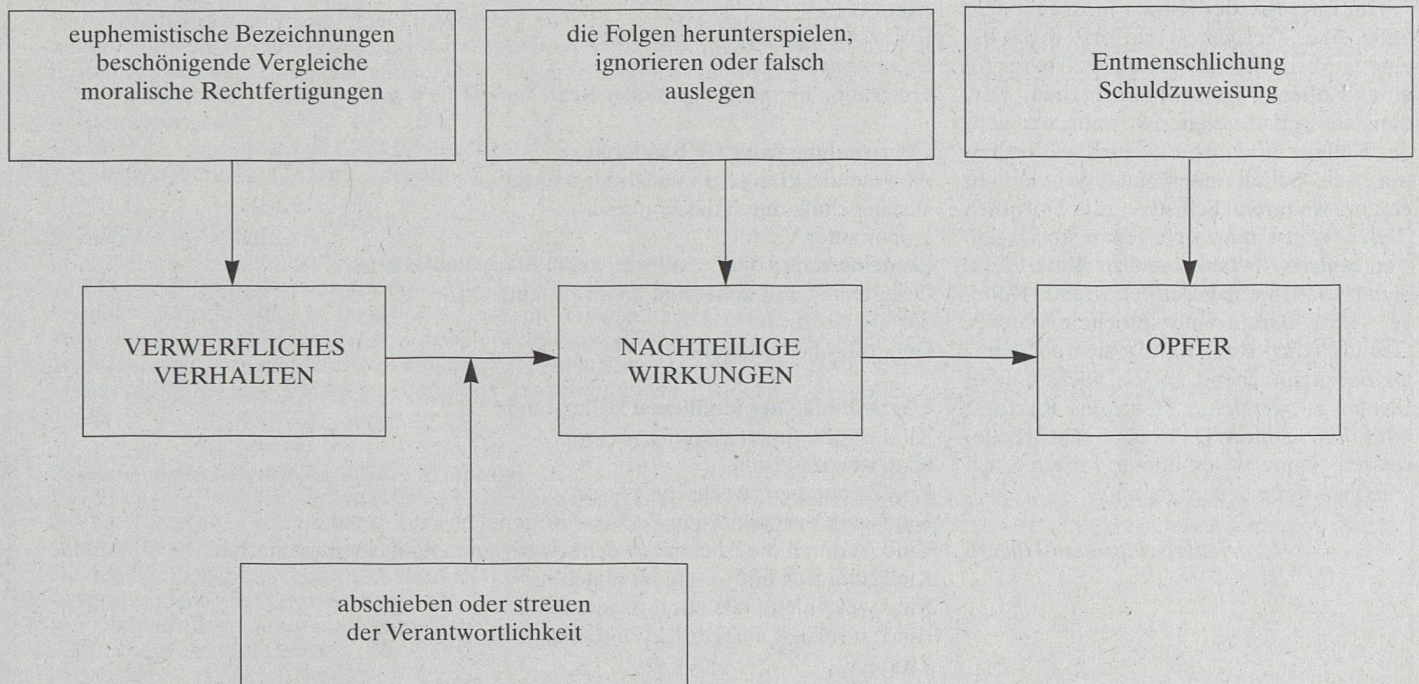 euphemistische Bezeichnungen
beschönigende Vergleiche
moralische Rechtfertigungen
die Folgen herunterspielen,
ignorieren oder falsch
auslegen
Entmenschlichung
Schuldzuweisung
VERWERFLICHES
VERHALTEN
NACHTEILIGE
WIRKUNGEN
OPFER
abschieben oder streuen
der Verantwortlichkeit